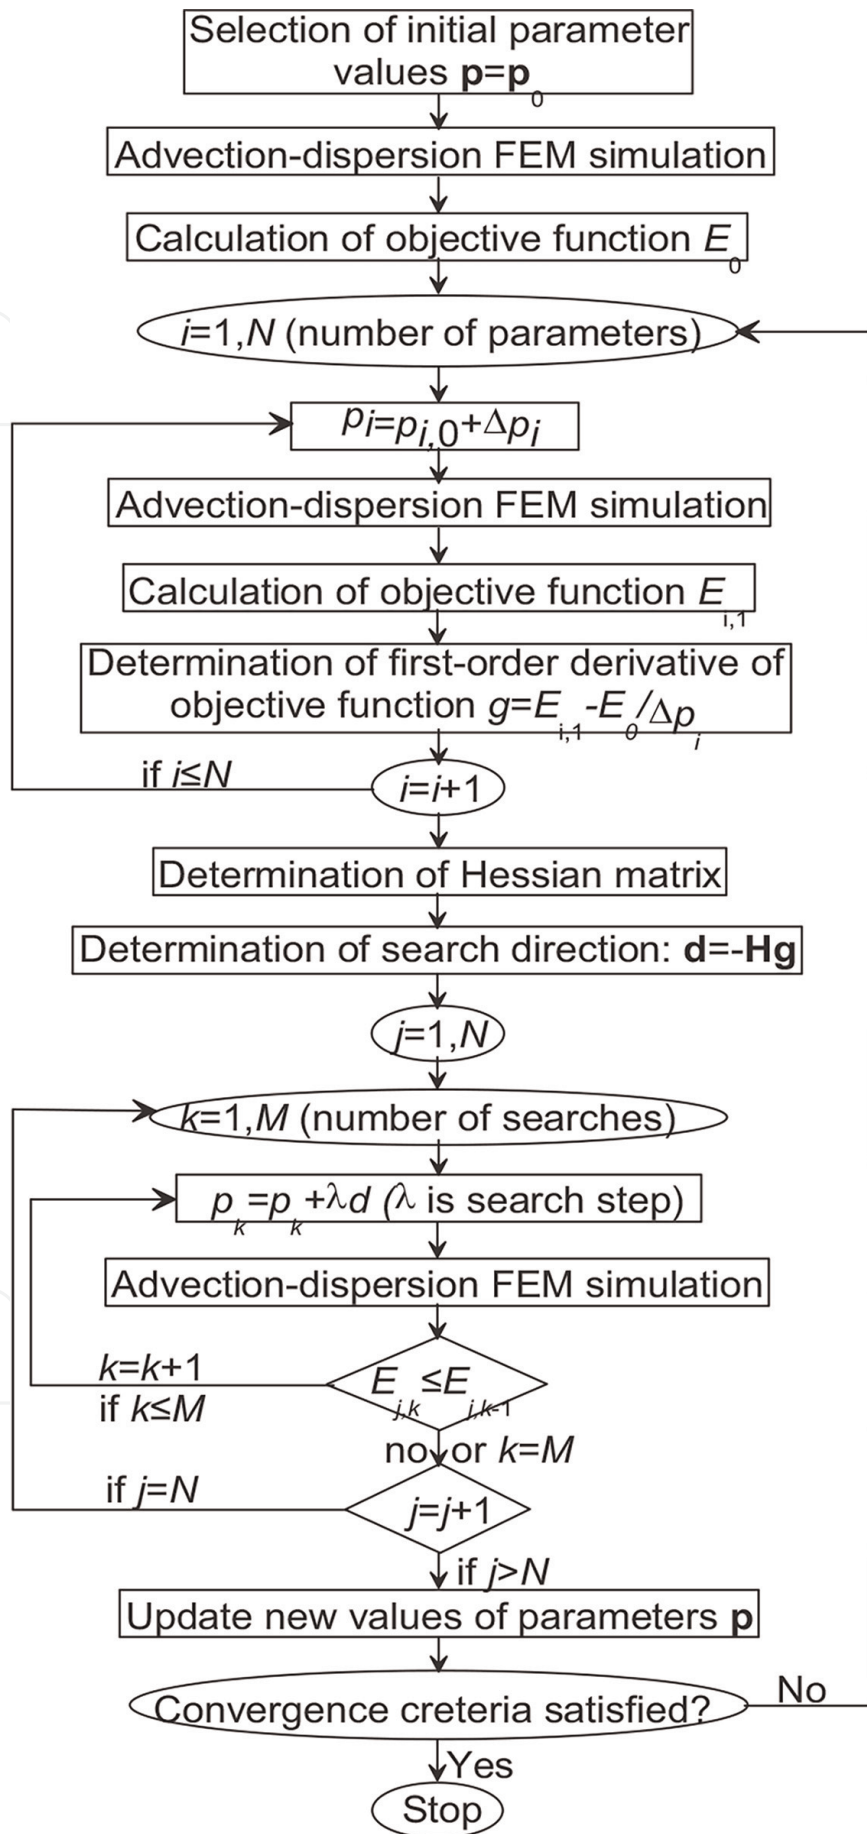 Selection of initial parameter
values p=p0
Advection-dispersion FEM simulation
Calculation of objective function E0
i=1,N (number of parameters)
pi=pi,0+Δpi
Advection-dispersion FEM simulation
Calculation of objective function Ei,1
Determination of first-order derivative of
objective function g=Ei,1-E0/Δpi
if i≤N
i=i+1
Determination of Hessian matrix
Determination of search direction: d=-Hg
j=1,N
k=1,M (number of searches)
pk=pk+λd (λ is search step)
Advection-dispersion FEM simulation
k=k+1
if k≤M
Ej,k≤Ej,k-1
no or k=M
if j=N
j=j+1
if j>N
Update new values of parameters p
Convergence creteria satisfied?
No
Yes
Stop